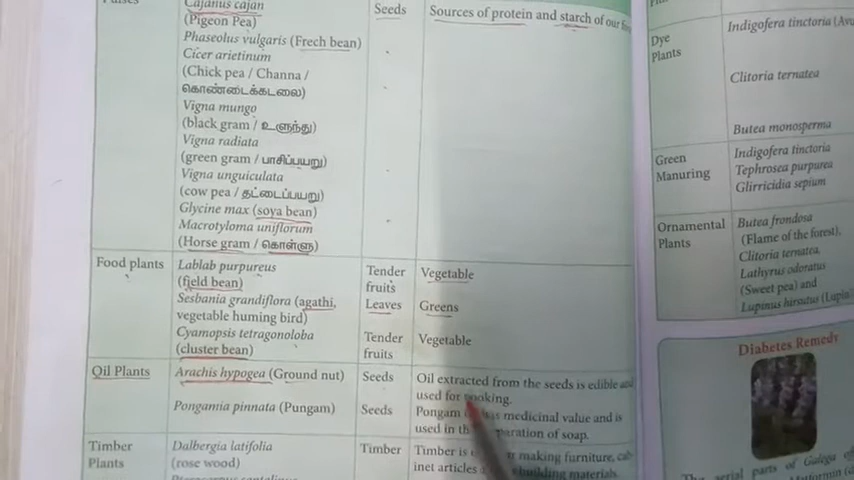 Cajanus cajan
(Pigeon Pea)
Seeds
Sources of protein and starch of our
Phaseolus vulgaris (Frech bean)
Cicer arietinum
(Chick pea / Channa /
கொண்டைக்கடலை)
Vigna mungo
(black gram / உளுந்து)
Vigna radiata
(green gram / பாசிப்பயறு)
Vigna unguiculata
(cow pea / தட்டைப்பயறு)
Glycine max (soya bean)
Macrotyloma uniflorum
(Horse gram / கொள்ளு)
Food plants
Lablab purpureus
(field bean)
Tender
fruits
Vegetable
Sesbania grandiflora (agathi,
vegetable huming bird)
Leaves
Greens
Cyamopsis tetragonoloba
(cluster bean)
Tender
fruits
Vegetable
Oil Plants
Arachis hypogea (Ground nut)
Seeds
Oil extracted from the seeds is edible and
used for cooking.
Pongamia pinnata (Pungam)
Seeds
Pongam has medicinal value and is
used in the preparation of soap.
Timber
Plants
Dalbergia latifolia
(rose wood)
Timber
Timber is making furniture, cab-
inet articles building materials.
Dye
Plants
Indigofera tinctoria
Clitoria ternatea
Butea monosperma
Green
Manuring
Indigofera tinctoria
Tephrosea purpurea
Glirricidia sepium
Ornamental
Plants
Butea frondosa
(Flame of the forest),
Clitoria ternatea,
Lathyrus odoratus
(Sweet pea) and
Lupinus hirsutus (Lupin
Diabetes Remedy
The aerial parts of Galega